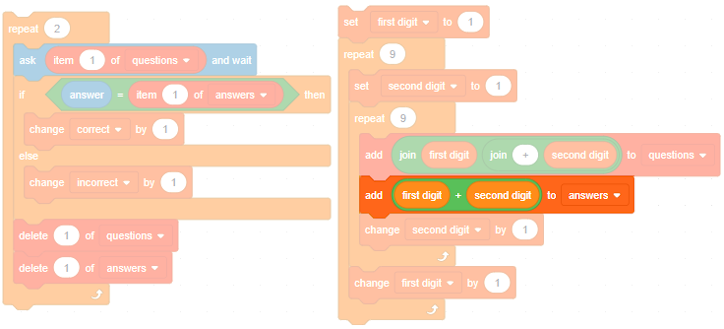 repeat 2
ask item 1 of questions and wait
if answer = item 1 of answers then
change correct by 1
else
change incorrect by 1
delete 1 of questions
delete 1 of answers
set first digit to 1
repeat 9
set second digit to 1
repeat 9
add join first digit join + second digit to questions
add first digit + second digit to answers
change second digit by 1
change first digit by 1